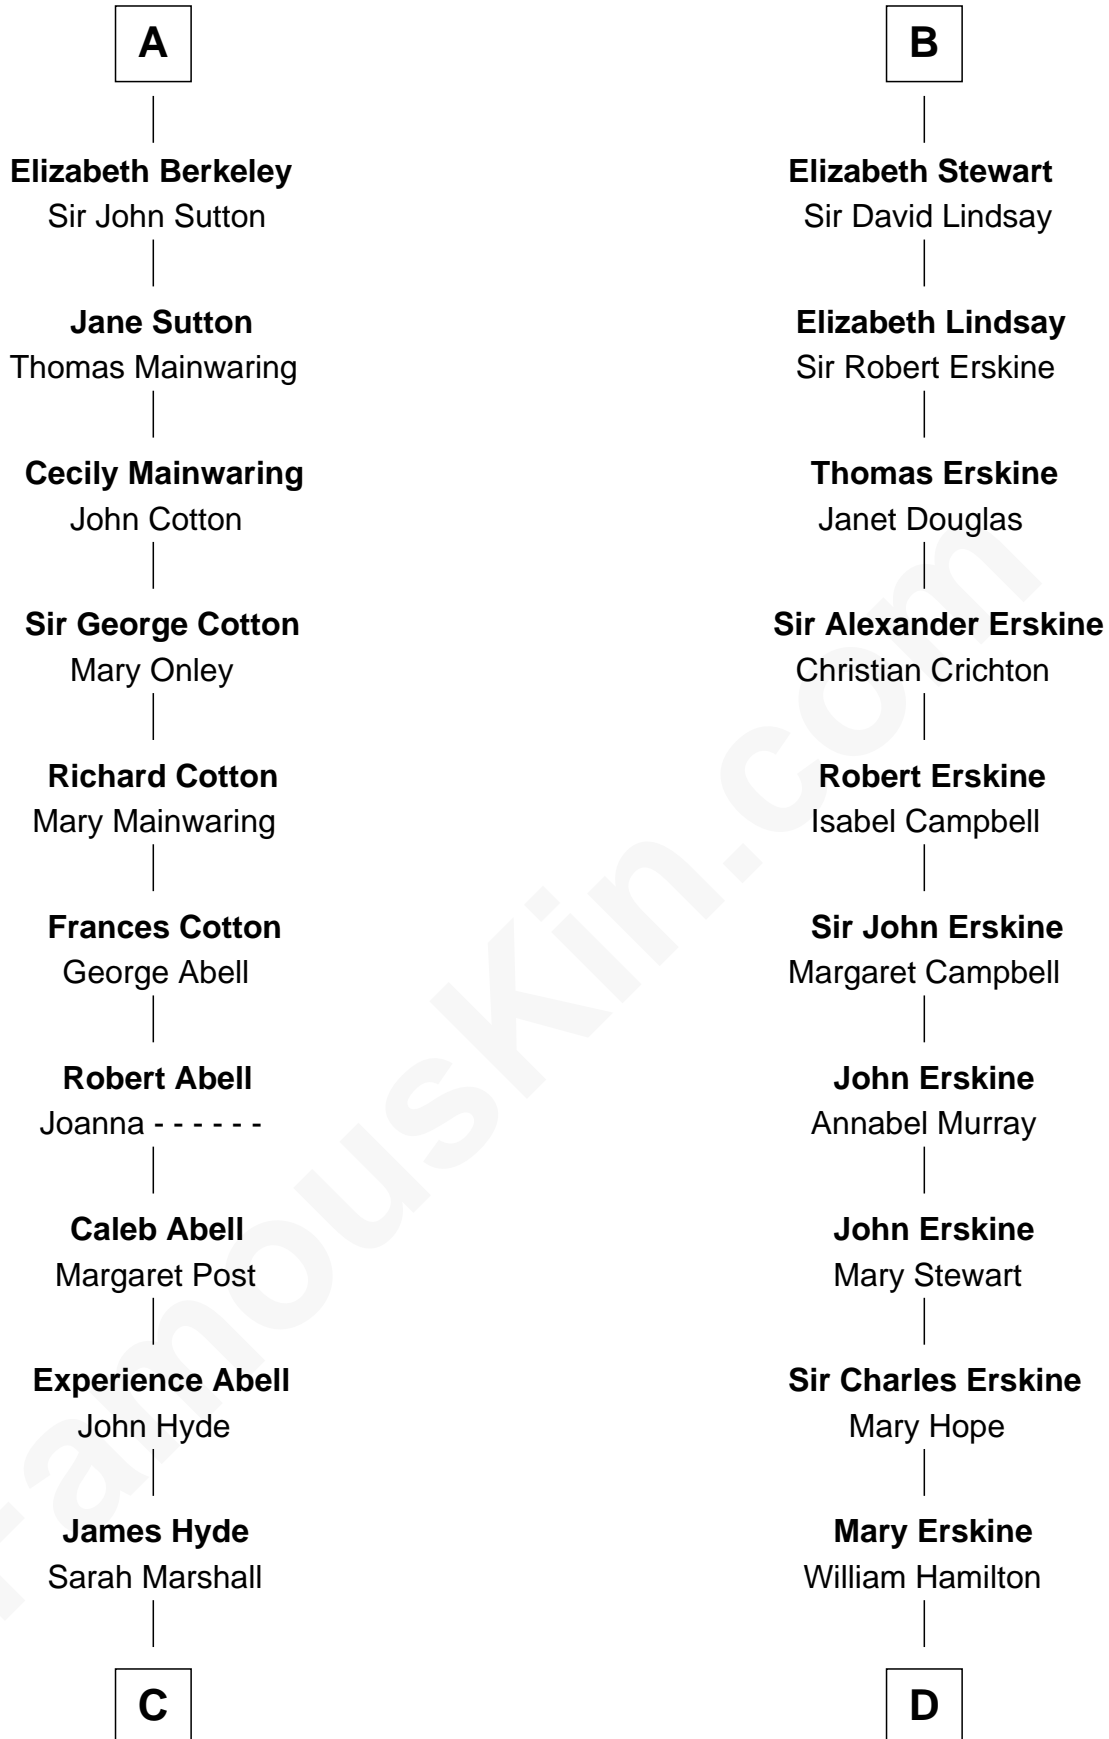 A
Elizabeth Berkeley
Sir John Sutton
Jane Sutton
Thomas Mainwaring
Cecily Mainwaring
John Cotton
Sir George Cotton
Mary Onley
Richard Cotton
Mary Mainwaring
Frances Cotton
George Abell
Robert Abell
Joanna - - - - - -
Caleb Abell
Margaret Post
Experience Abell
John Hyde
James Hyde
Sarah Marshall
C
B
Elizabeth Stewart
Sir David Lindsay
Elizabeth Lindsay
Sir Robert Erskine
Thomas Erskine
Janet Douglas
Sir Alexander Erskine
Christian Crichton
Robert Erskine
Isabel Campbell
Sir John Erskine
Margaret Campbell
John Erskine
Annabel Murray
John Erskine
Mary Stewart
Sir Charles Erskine
Mary Hope
Mary Erskine
William Hamilton
D
FamousKin.com